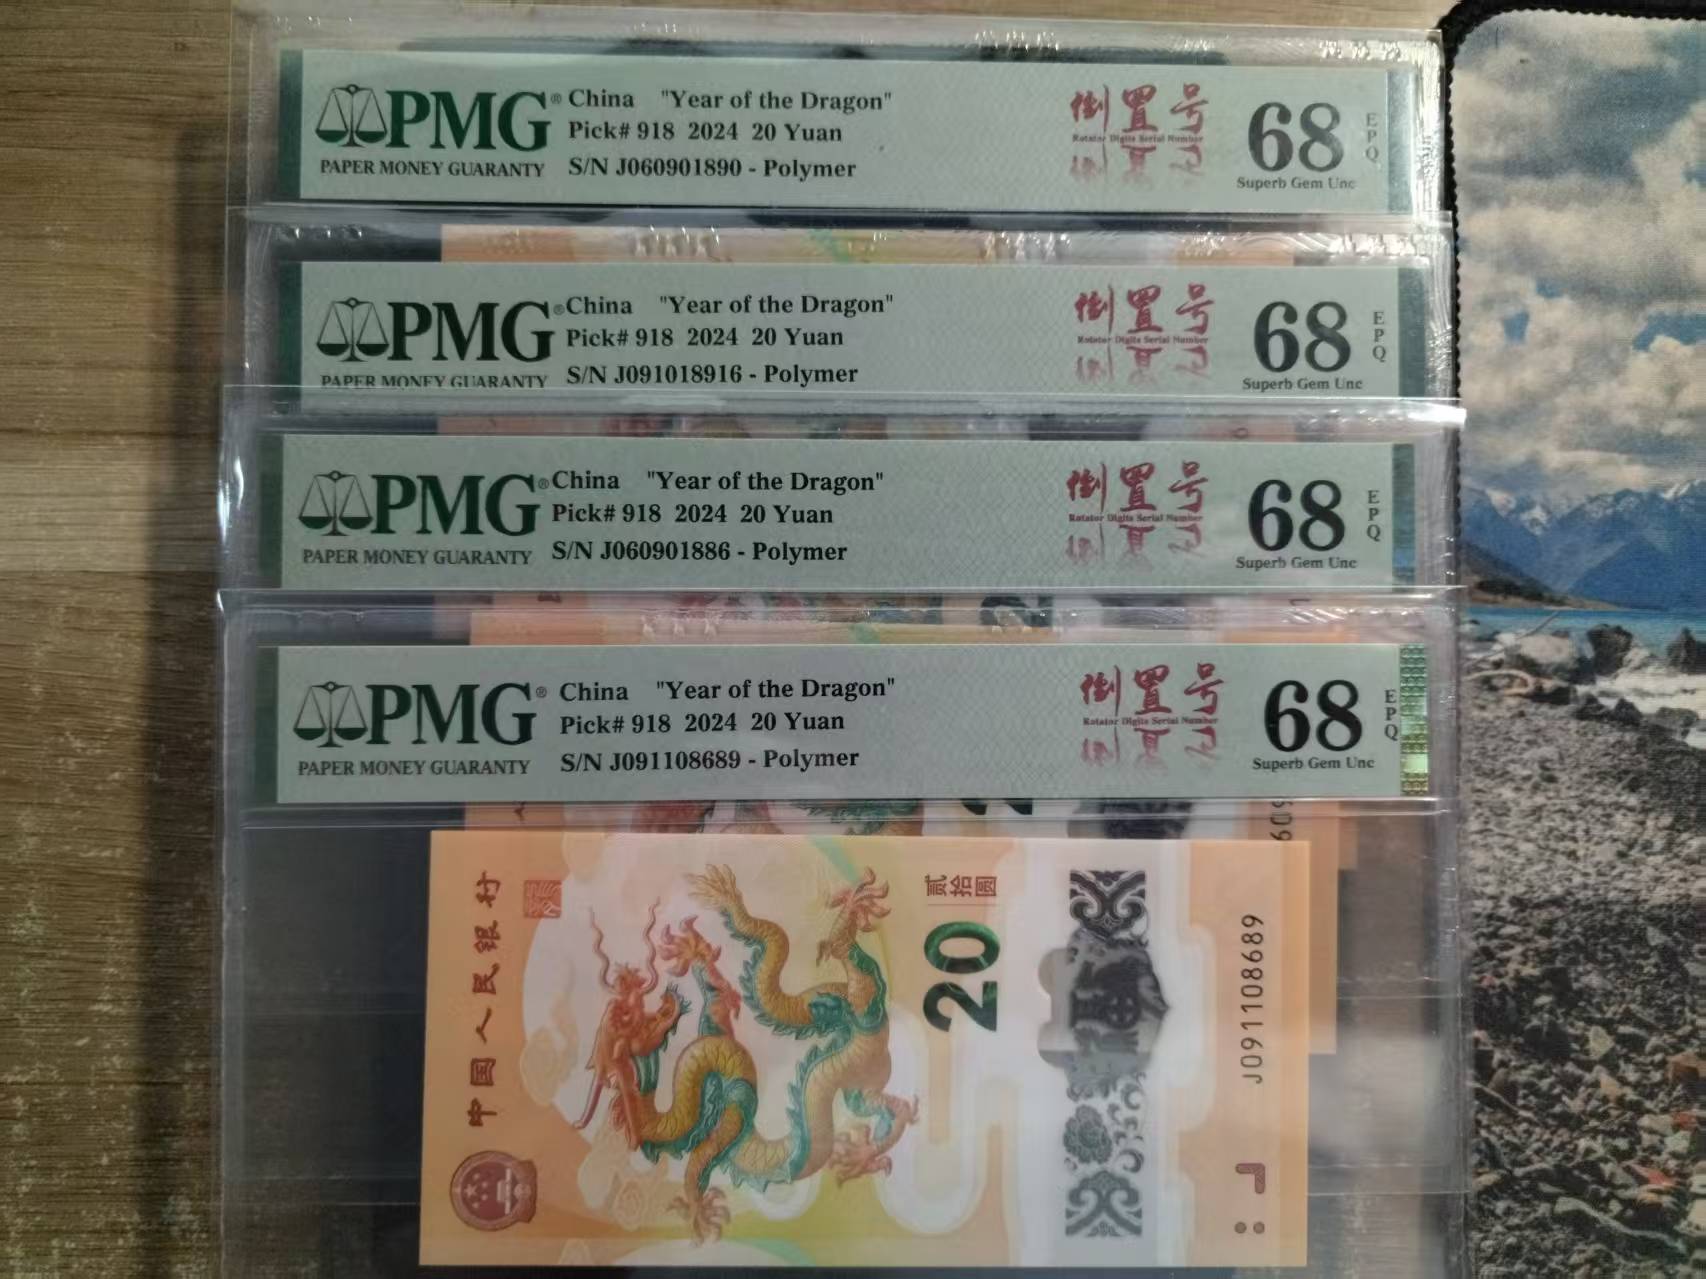 PMG®
PAPER MONEY GUARANTY
China "Year of the Dragon"
Pick# 918 2024 20 Yuan
S/N J060901890 - Polymer
倒置号
Rotator Digits Serial Number
68
EPQ
Superb Gem Unc
PMG®
PAPER MONEY GUARANTY
China "Year of the Dragon"
Pick# 918 2024 20 Yuan
S/N J091018916 - Polymer
倒置号
Rotator Digits Serial Number
68
EPQ
Superb Gem Unc
PMG®
PAPER MONEY GUARANTY
China "Year of the Dragon"
Pick# 918 2024 20 Yuan
S/N J060901886 - Polymer
倒置号
Rotator Digits Serial Number
68
EPQ
Superb Gem Unc
PMG®
PAPER MONEY GUARANTY
China "Year of the Dragon"
Pick# 918 2024 20 Yuan
S/N J091108689 - Polymer
倒置号
Rotator Digits Serial Number
68
EPQ
Superb Gem Unc
中国人民銀行
贰拾圆
20
J091108689